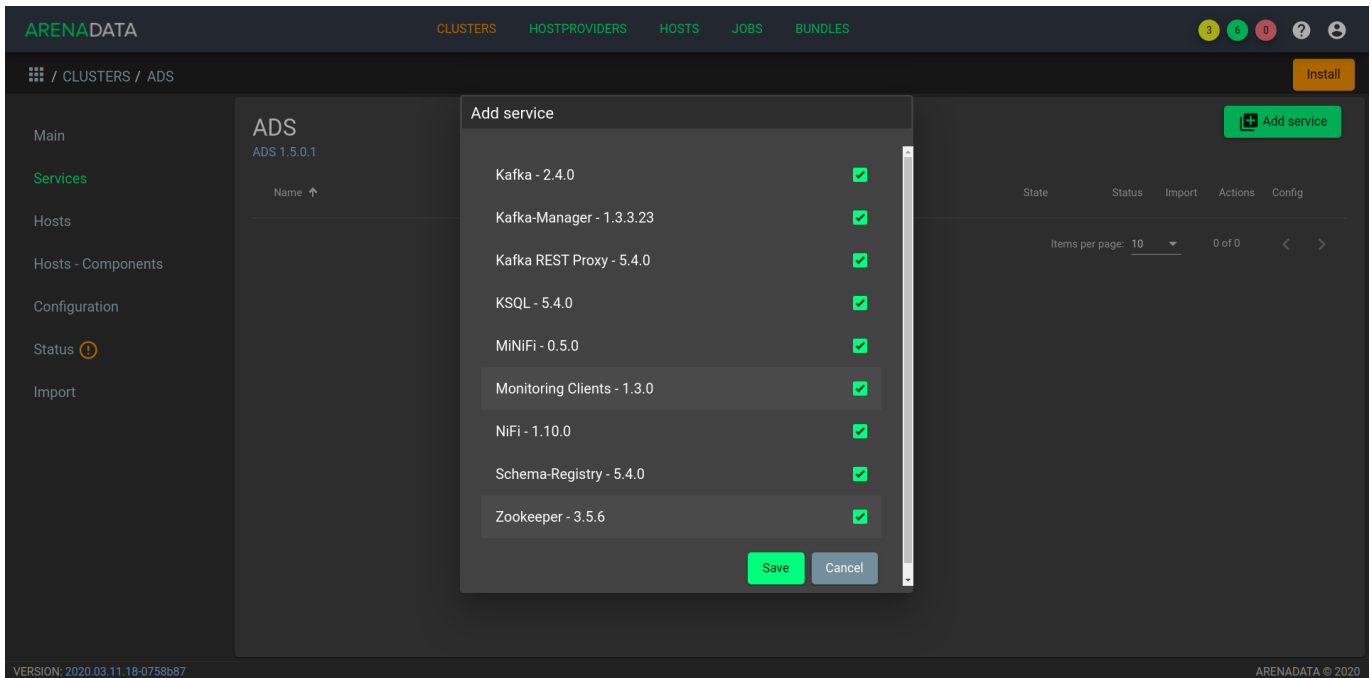 ARENADATA CLUSTERS HOSTPROVIDERS HOSTS JOBS BUNDLES 3 6 0 ?
/ CLUSTERS / ADS Install
Main
Services
Hosts
Hosts - Components
Configuration
Status !
Import
ADS
ADS 1.5.0.1
Add service
Name State Status Import Actions Config
Items per page: 10 0 of 0
Add service
Kafka - 2.4.0
Kafka-Manager - 1.3.3.23
Kafka REST Proxy - 5.4.0
KSQL - 5.4.0
MiNiFi - 0.5.0
Monitoring Clients - 1.3.0
NiFi - 1.10.0
Schema-Registry - 5.4.0
Zookeeper - 3.5.6
Save Cancel
VERSION: 2020.03.11.18-0758b87 ARENADATA © 2020